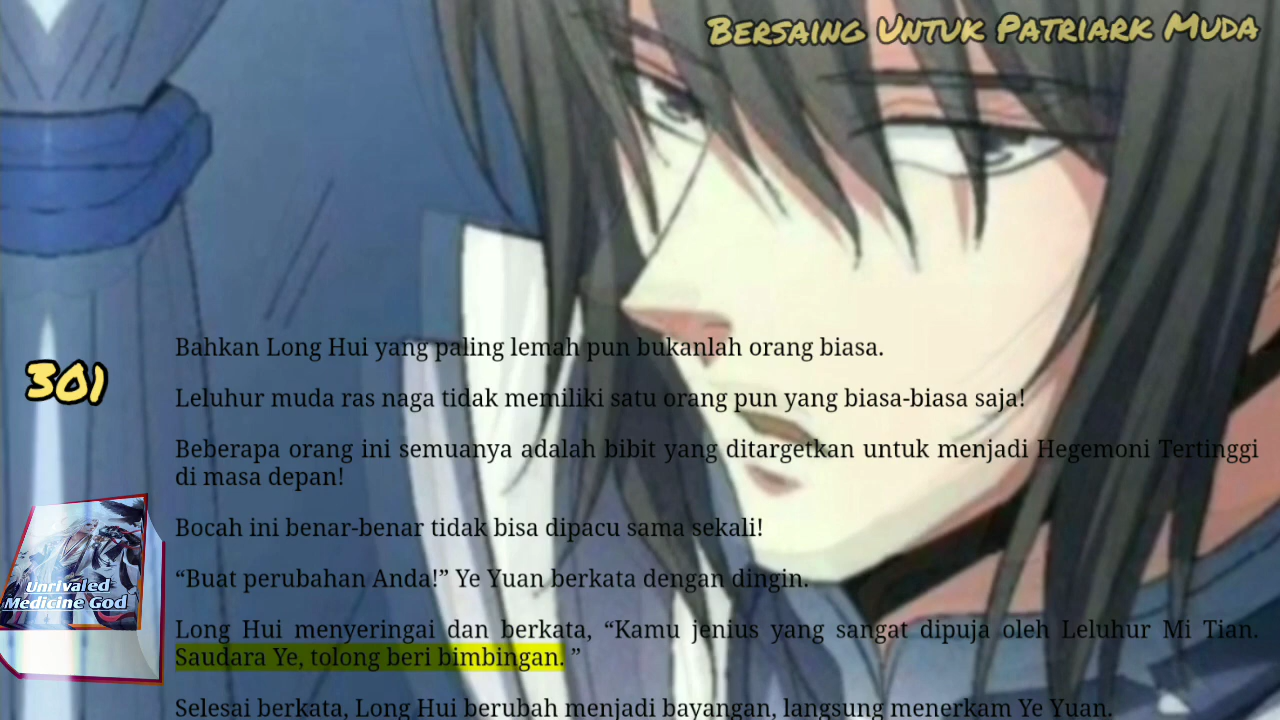 Bersaing Untuk Patriark Muda
Bahkan Long Hui yang paling lemah pun bukanlah orang biasa.
301
Leluhur muda ras naga tidak memiliki satu orang pun yang biasa-biasa saja!
Beberapa orang ini semuanya adalah bibit yang ditargetkan untuk menjadi Hegemoni Tertinggi
di masa depan!
Bocah ini benar-benar tidak bisa dipacu sama sekali!
“Buat perubahan Anda!” Ye Yuan berkata dengan dingin.
Unrivaled
Medicine God
Long Hui menyeringai dan berkata, “Kamu jenius yang sangat dipuja oleh Leluhur Mi Tian.
Saudara Ye, tolong beri bimbingan. ”
Selesai berkata, Long Hui berubah menjadi bayangan, langsung menerkam Ye Yuan.